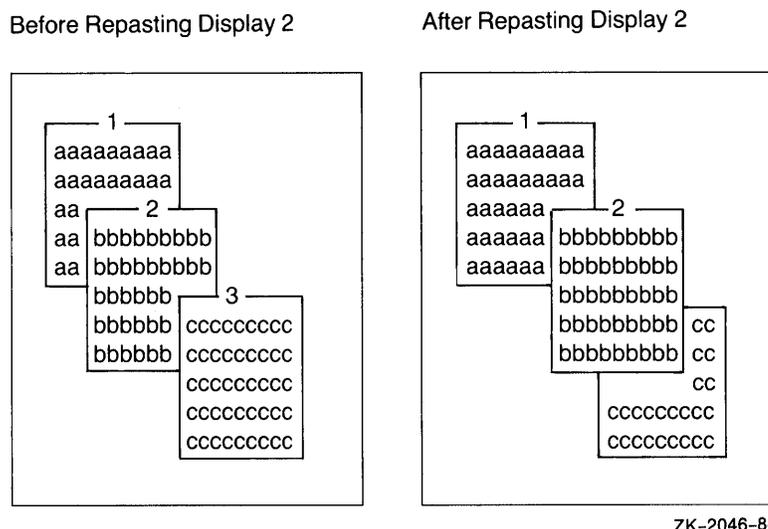 Before Repasting Display 2
1
aaaaaaaaa
aaaaaaaaa
aa
2
aa bbbbbbbbb
aa bbbbbbbbb
bbbbbb
3
bbbbbb ccccccccc
bbbbbb ccccccccc
ccccccccc
ccccccccc
ccccccccc
After Repasting Display 2
1
aaaaaaaaa
aaaaaaaaa
aaaaaa
2
aaaaaa bbbbbbbbb
aaaaaa bbbbbbbbb
bbbbbbbbb
bbbbbbbbb cc
bbbbbbbbb cc
cc
ccccccccc
ccccccccc
ZK-2046-8